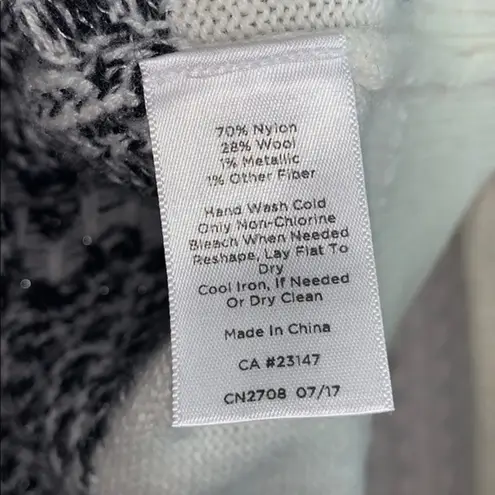 70% Nylon
28% Wool
1% Metallic
1% Other Fiber
Hand Wash Cold
Only Non-Chlorine
Bleach When Needed
Reshape, Lay Flat To
Dry
Cool Iron, If Needed
Or Dry Clean
Made In China
CA #23147
CN2708 07/17